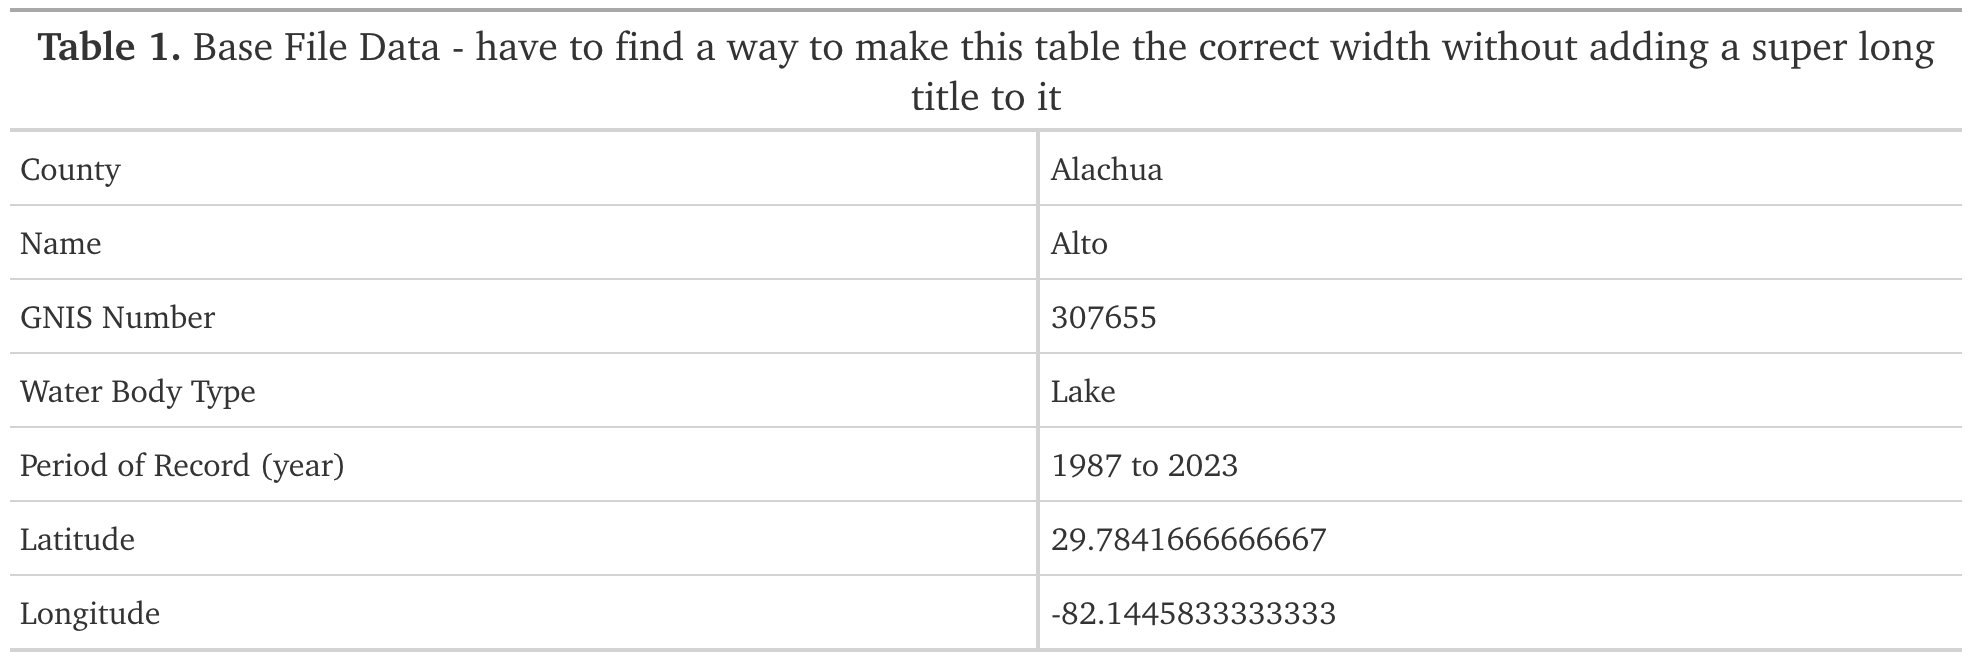 Table 1. Base File Data - have to find a way to make this table the correct width without adding a super long
title to it
County Alachua
Name Alto
GNIS Number 307655
Water Body Type Lake
Period of Record (year) 1987 to 2023
Latitude 29.7841666666667
Longitude -82.1445833333333